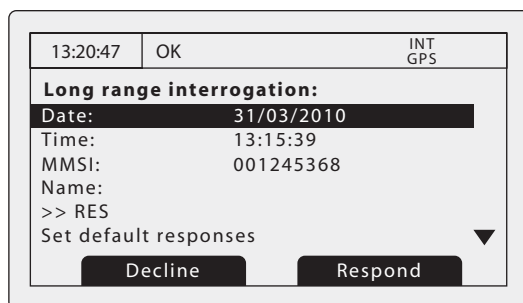 13:20:47 OK INT
GPS
Long range interrogation:
Date: 31/03/2010
Time: 13:15:39
MMSI: 001245368
Name:
>> RES
Set default responses
Decline Respond